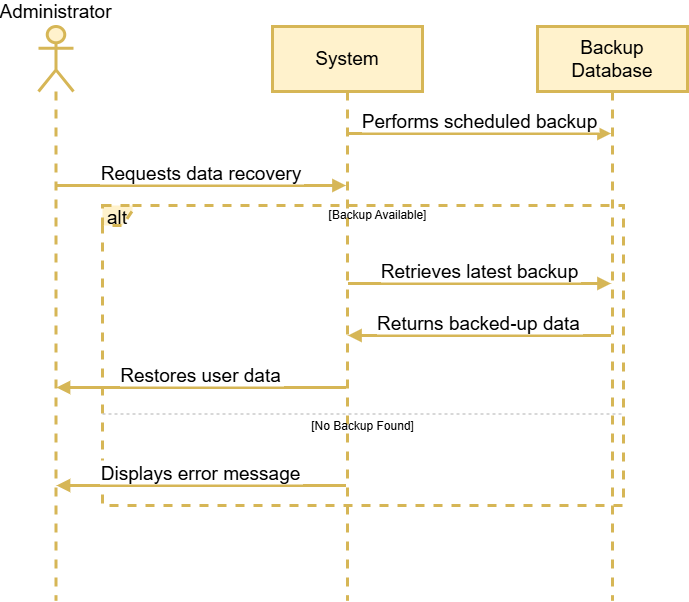 Administrator
System
Backup
Database
Performs scheduled backup
Requests data recovery
alt
[Backup Available]
Retrieves latest backup
Returns backed-up data
Restores user data
[No Backup Found]
Displays error message